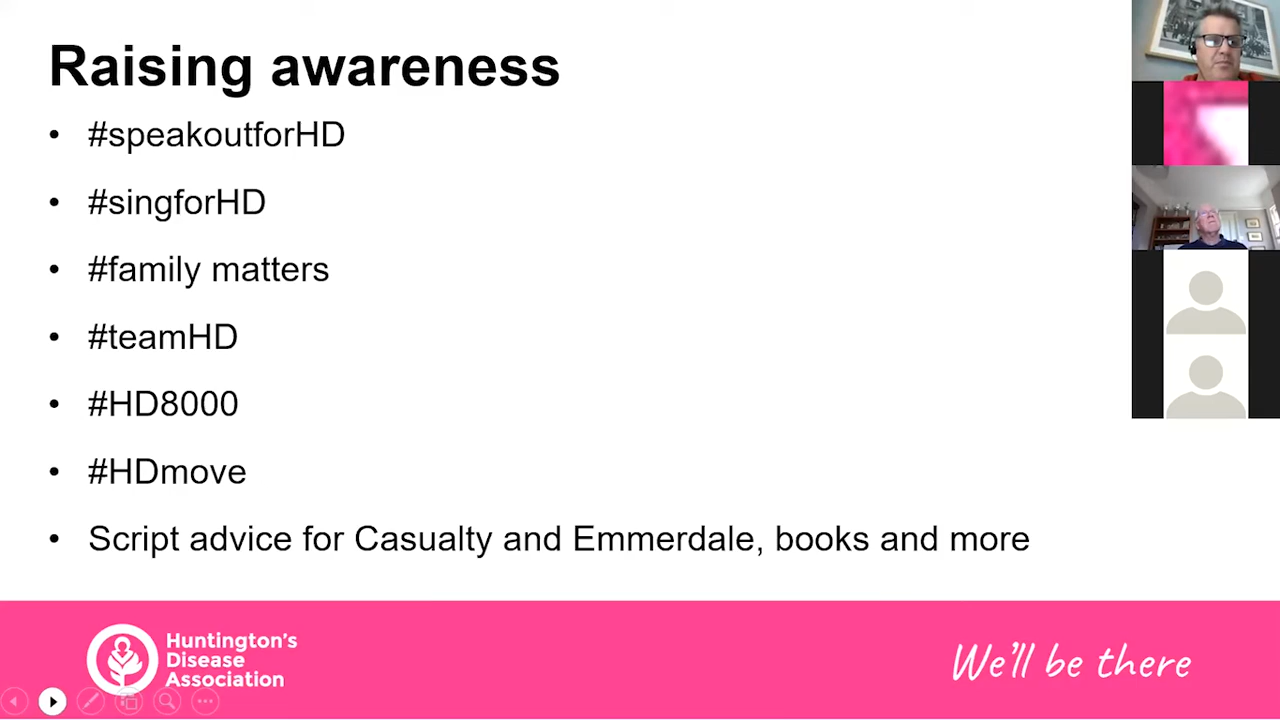 Raising awareness
• #speakoutforHD
• #singforHD
• #family matters
• #teamHD
• #HD8000
• #HDmove
• Script advice for Casualty and Emmerdale, books and more
Huntington's
Disease
Association
We'll be there